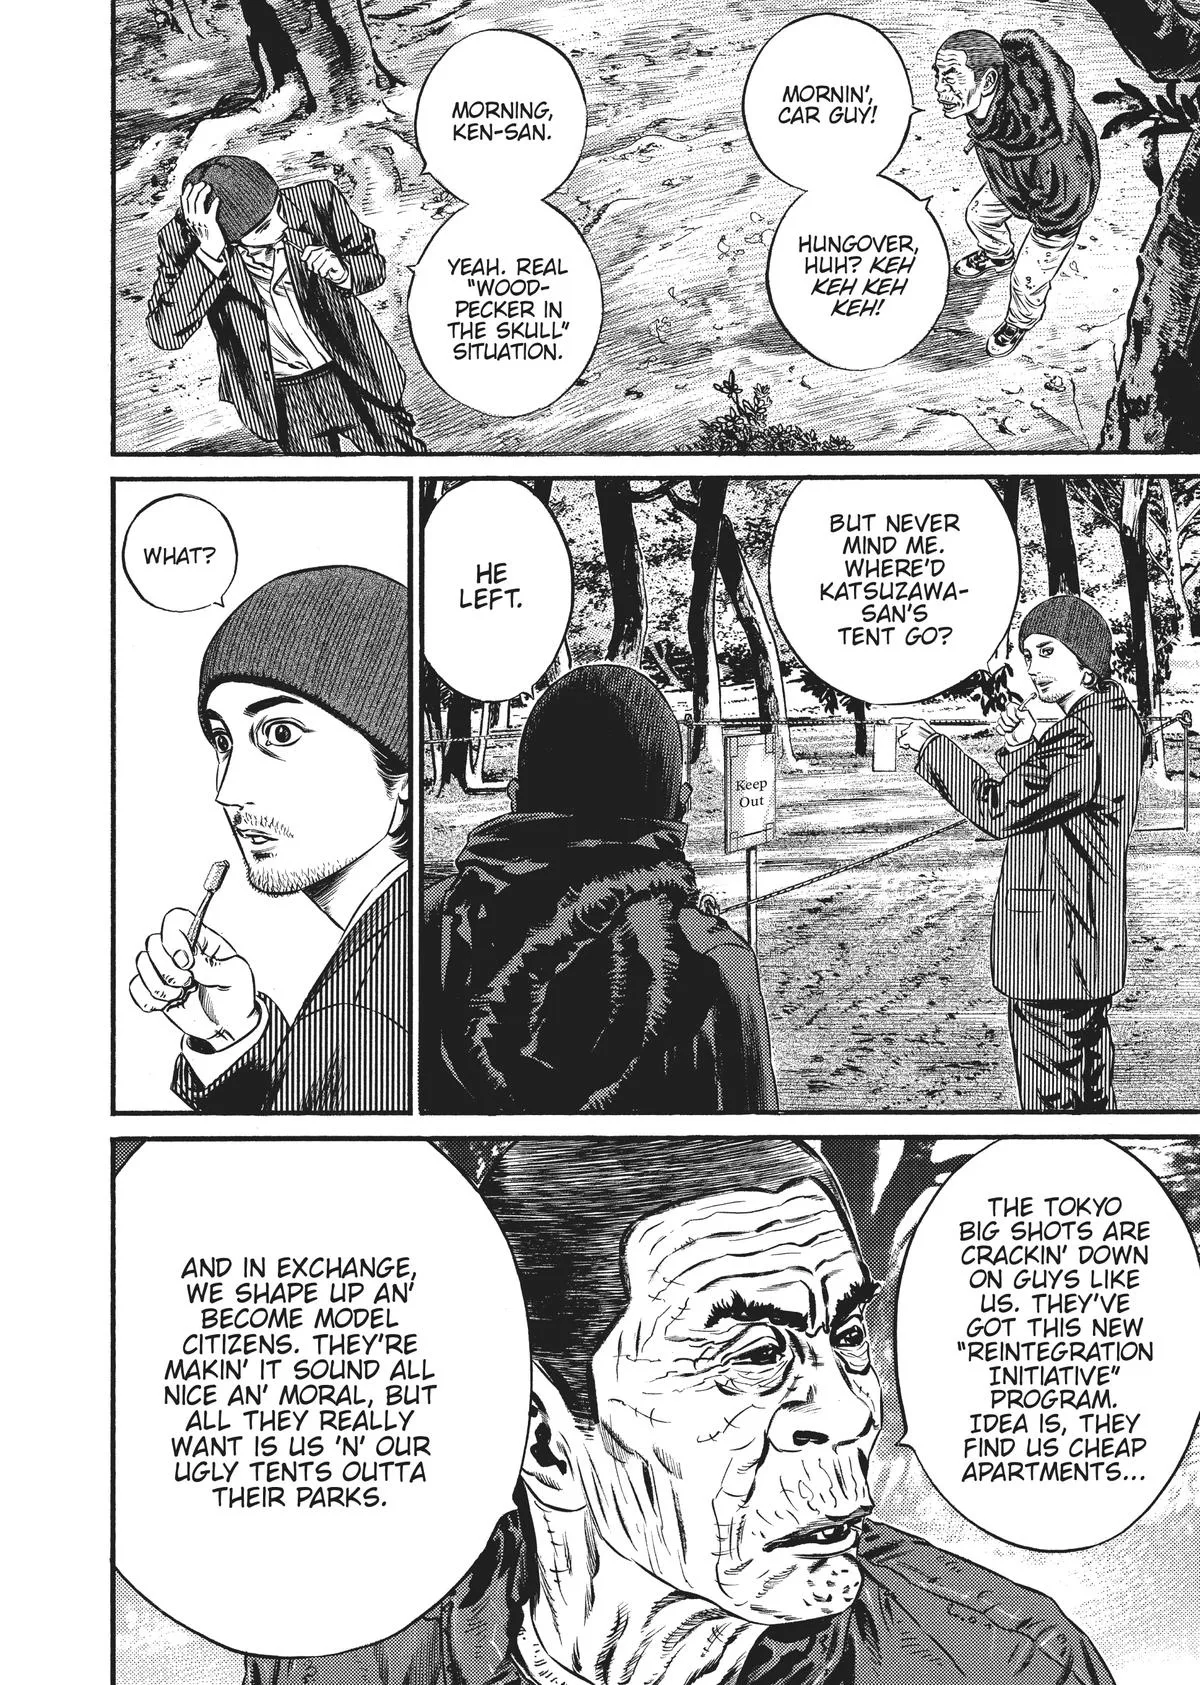 MORNIN',
CAR GUY!
HUNGOVER,
HUH? KEH
KEH KEH
KEH!
MORNING,
KEN-SAN.
YEAH. REAL
"WOOD-
PECKER IN
THE SKULL"
SITUATION.
BUT NEVER
MIND ME.
WHERE'D
KATSUZAWA-
SAN'S
TENT GO?
Keep
Out
HE
LEFT.
WHAT?
THE TOKYO
BIG SHOTS ARE
CRACKIN' DOWN
ON GUYS LIKE
US. THEY'VE
GOT THIS NEW
"REINTEGRATION
INITIATIVE"
PROGRAM.
IDEA IS, THEY
FIND US CHEAP
APARTMENTS...
AND IN EXCHANGE,
WE SHAPE UP AN'
BECOME MODEL
CITIZENS. THEY'RE
MAKIN' IT SOUND ALL
NICE AN' MORAL, BUT
ALL THEY REALLY
WANT IS US 'N' OUR
UGLY TENTS OUTTA
THEIR PARKS.